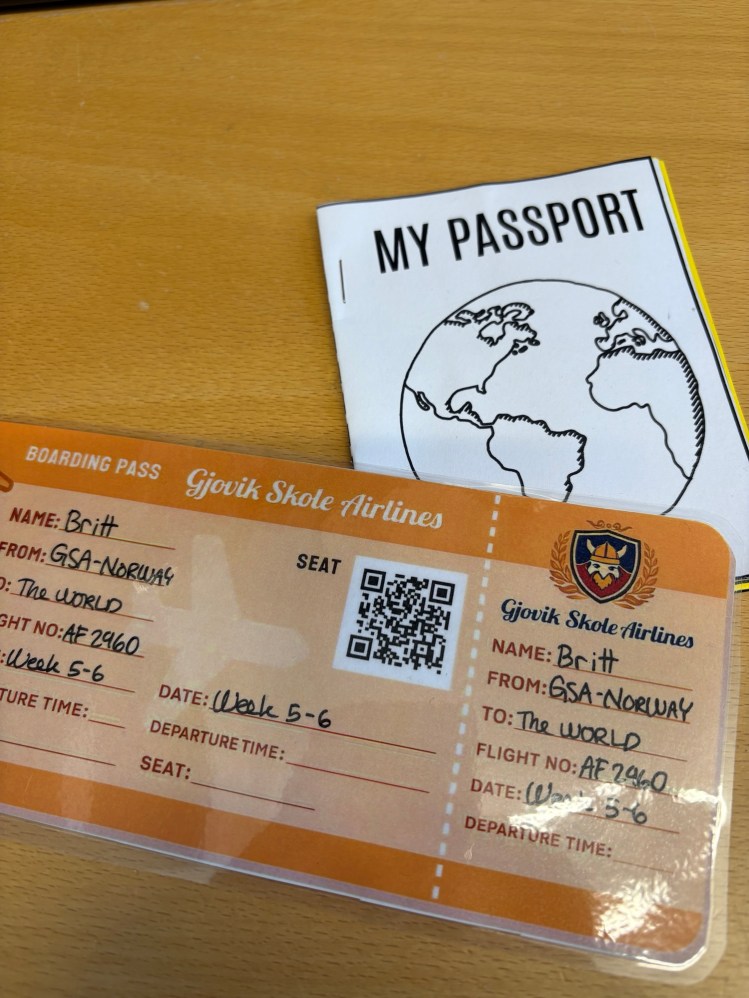 MY PASSPORT
BOARDING PASS
Gjovik Skole Airlines
NAME: Britt
FROM: GSA-NORWAY
O: The WORLD
GHT NO: AF 2960
: Week 5-6
TURE TIME:
SEAT
DATE: Week 5-6
DEPARTURE TIME:
SEAT:
Gjovik Skole Airlines
NAME: Britt
FROM: GSA-NORWAY
TO: The WORLD
FLIGHT NO: AF 2960
DATE: Week 5-6
DEPARTURE TIME: